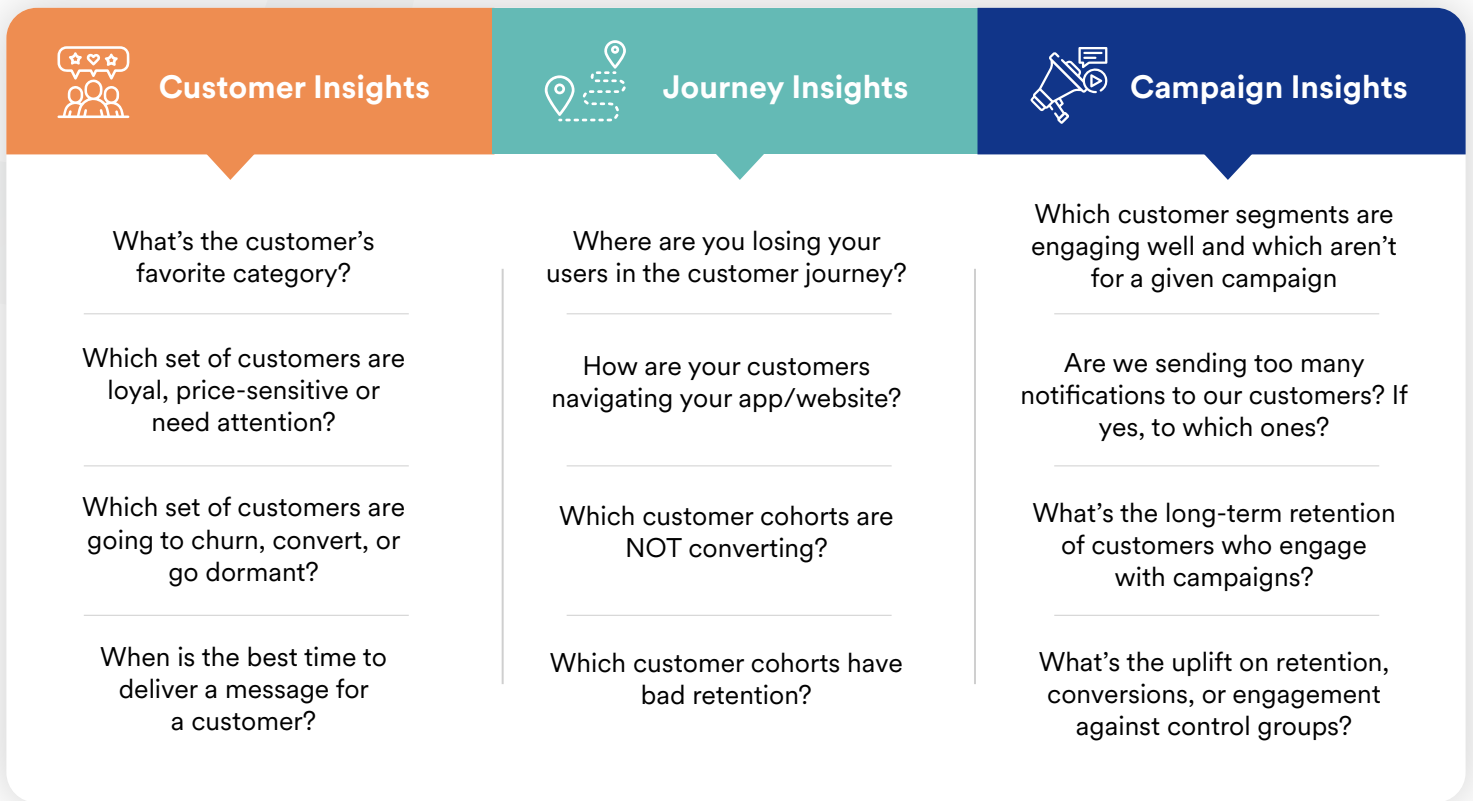 Customer Insights
What's the customer's
favorite category?
Which set of customers are
loyal, price-sensitive or
need attention?
Which set of customers are
going to churn, convert, or
go dormant?
When is the best time to
deliver a message for
a customer?
Journey Insights
Where are you losing your
users in the customer journey?
How are your customers
navigating your app/website?
Which customer cohorts are
NOT converting?
Which customer cohorts have
bad retention?
Campaign Insights
Which customer segments are
engaging well and which aren't
for a given campaign
Are we sending too many
notifications to our customers? If
yes, to which ones?
What's the long-term retention
of customers who engage
with campaigns?
What's the uplift on retention,
conversions, or engagement
against control groups?